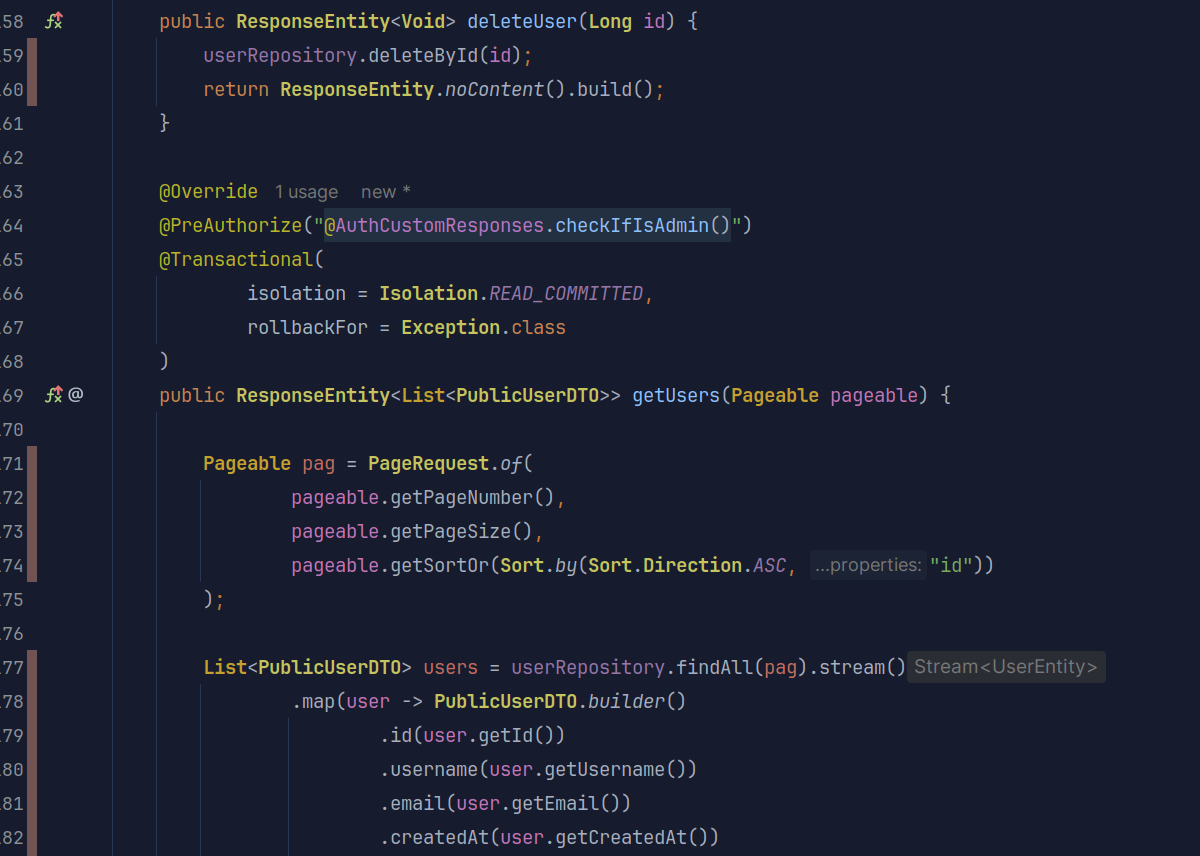 58 public ResponseEntity<Void> deleteUser(Long id) {
59 userRepository.deleteById(id);
60 return ResponseEntity.noContent().build();
61 }
62
63 @Override 1 usage new *
64 @PreAuthorize("@AuthCustomResponses.checkIfIsAdmin()")
65 @Transactional(
66 isolation = Isolation.READ_COMMITTED,
67 rollbackFor = Exception.class
68 )
69 @ public ResponseEntity<List<PublicUserDTO>> getUsers(Pageable pageable) {
70
71 Pageable pag = PageRequest.of(
72 pageable.getPageNumber(),
73 pageable.getPageSize(),
74 pageable.getSortOr(Sort.by(Sort.Direction.ASC, ...properties: "id"))
75 );
76
77 List<PublicUserDTO> users = userRepository.findAll(pag).stream() Stream<UserEntity>
78 .map(user -> PublicUserDTO.builder()
79 .id(user.getId())
80 .username(user.getUsername())
81 .email(user.getEmail())
82 .createdAt(user.getCreatedAt())